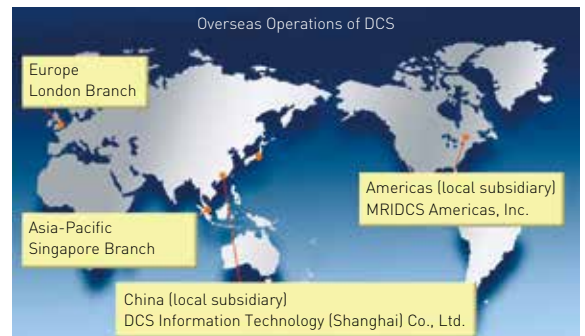 Overseas Operations of DCS
Europe
London Branch
Americas (local subsidiary)
MRIDCS Americas, Inc.
Asia-Pacific
Singapore Branch
China (local subsidiary)
DCS Information Technology (Shanghai) Co., Ltd.